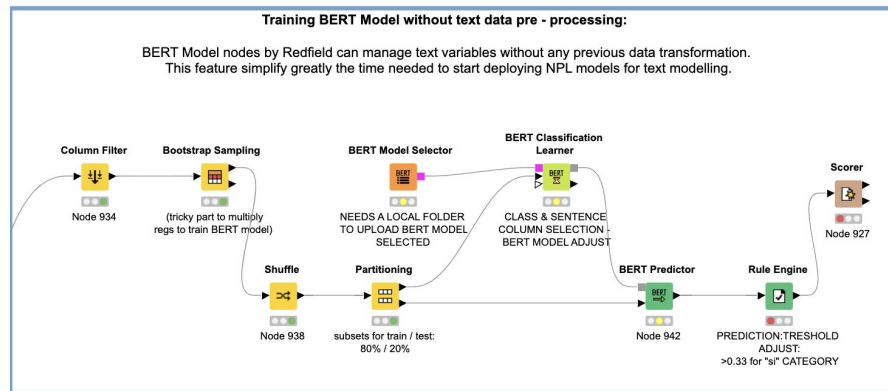 Training BERT Model without text data pre - processing:
BERT Model nodes by Redfield can manage text variables without any previous data transformation.
This feature simplify greatly the time needed to start deploying NPL models for text modelling.
Column Filter
Node 934
Bootstrap Sampling
(tricky part to multiply
regs to train BERT model)
BERT Model Selector
BERT
NEEDS A LOCAL FOLDER
TO UPLOAD BERT MODEL
SELECTED
BERT Classification
Learner
BERT
CLASS & SENTENCE
COLUMN SELECTION -
BERT MODEL ADJUST
Scorer
Node 927
Shuffle
Node 938
Partitioning
subsets for train / test:
80% / 20%
BERT Predictor
BERT
Node 942
Rule Engine
PREDICTION:TRESHOLD
ADJUST:
>0.33 for "si" CATEGORY